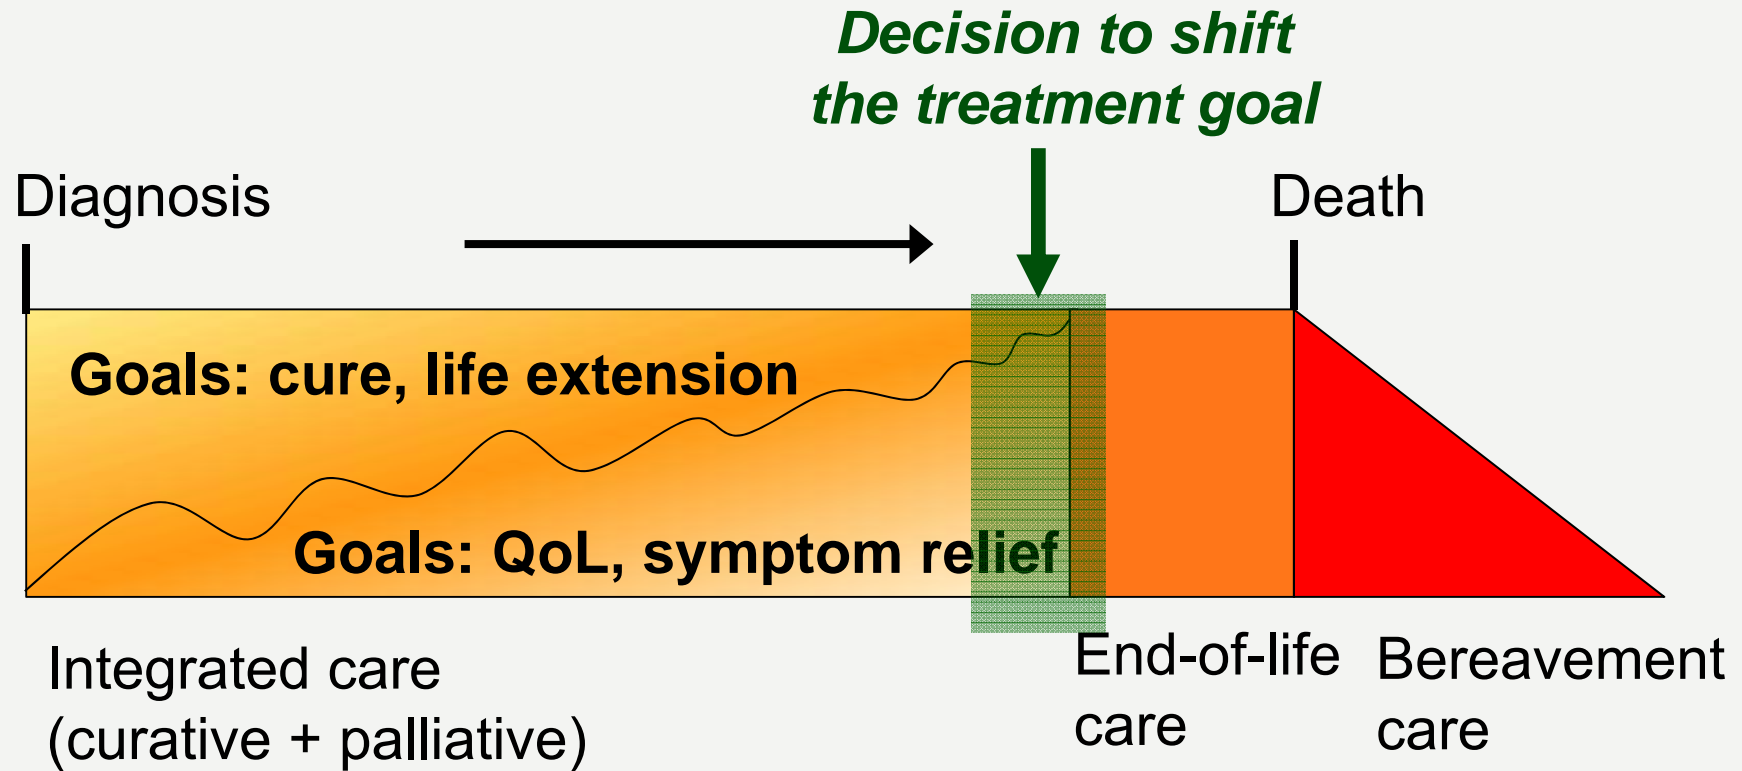 Decision to shift
the treatment goal
Diagnosis
Death
Goals: cure, life extension
Goals: QoL, symptom relief
Integrated care
(curative + palliative)
End-of-life
care
Bereavement
care